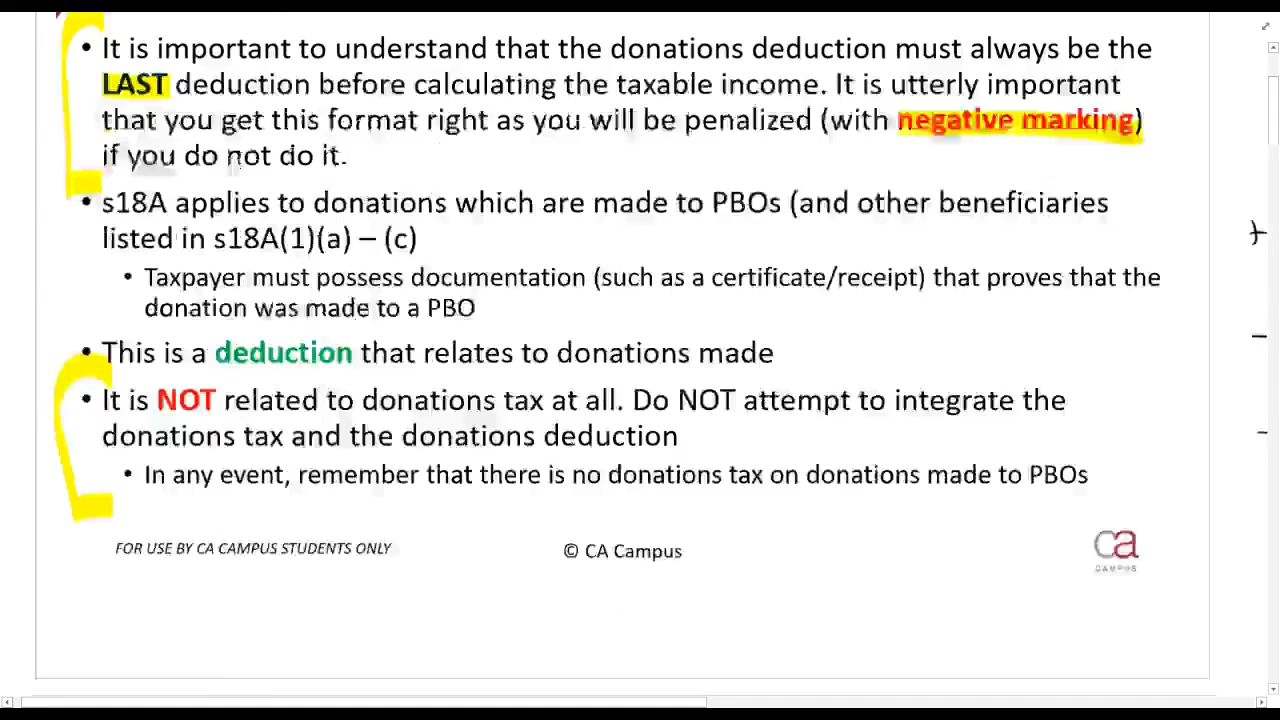 • It is important to understand that the donations deduction must always be the
LAST deduction before calculating the taxable income. It is utterly important
that you get this format right as you will be penalized (with negative marking)
if you do not do it.
• s18A applies to donations which are made to PBOs (and other beneficiaries
listed in s18A(1)(a) – (c)
• Taxpayer must possess documentation (such as a certificate/receipt) that proves that the
donation was made to a PBO
• This is a deduction that relates to donations made
• It is NOT related to donations tax at all. Do NOT attempt to integrate the
donations tax and the donations deduction
• In any event, remember that there is no donations tax on donations made to PBOs
FOR USE BY CA CAMPUS STUDENTS ONLY
© CA Campus
ca
CAMPUS